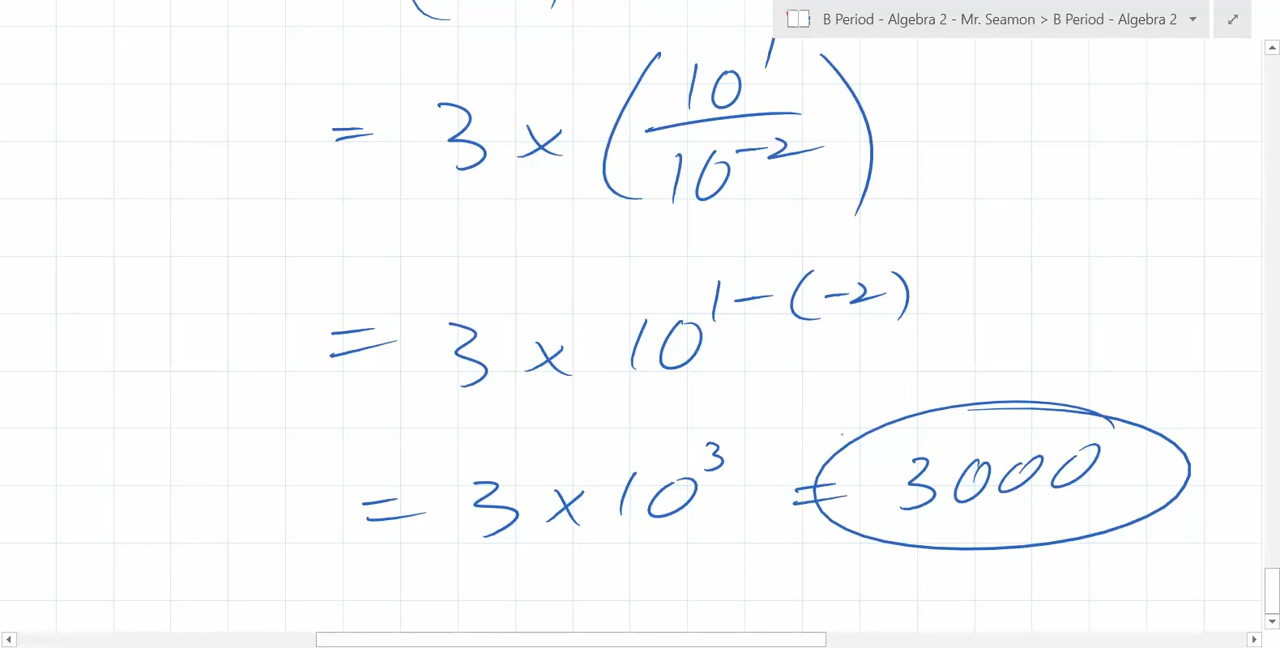 B Period - Algebra 2 - Mr. Seamon > B Period - Algebra 2
= 3 × (10^1 / 10^-2)
= 3 × 10^1-(-2)
= 3 × 10^3 = 3000